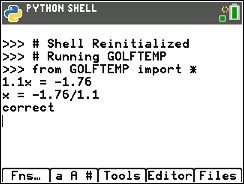 PYTHON SHELL
>>> # Shell Reinitialized
>>> # Running GOLFTEMP
>>> from GOLFTEMP import *
1.1x = -1.76
x = -1.76/1.1
correct
Fns… a A # Tools Editor Files